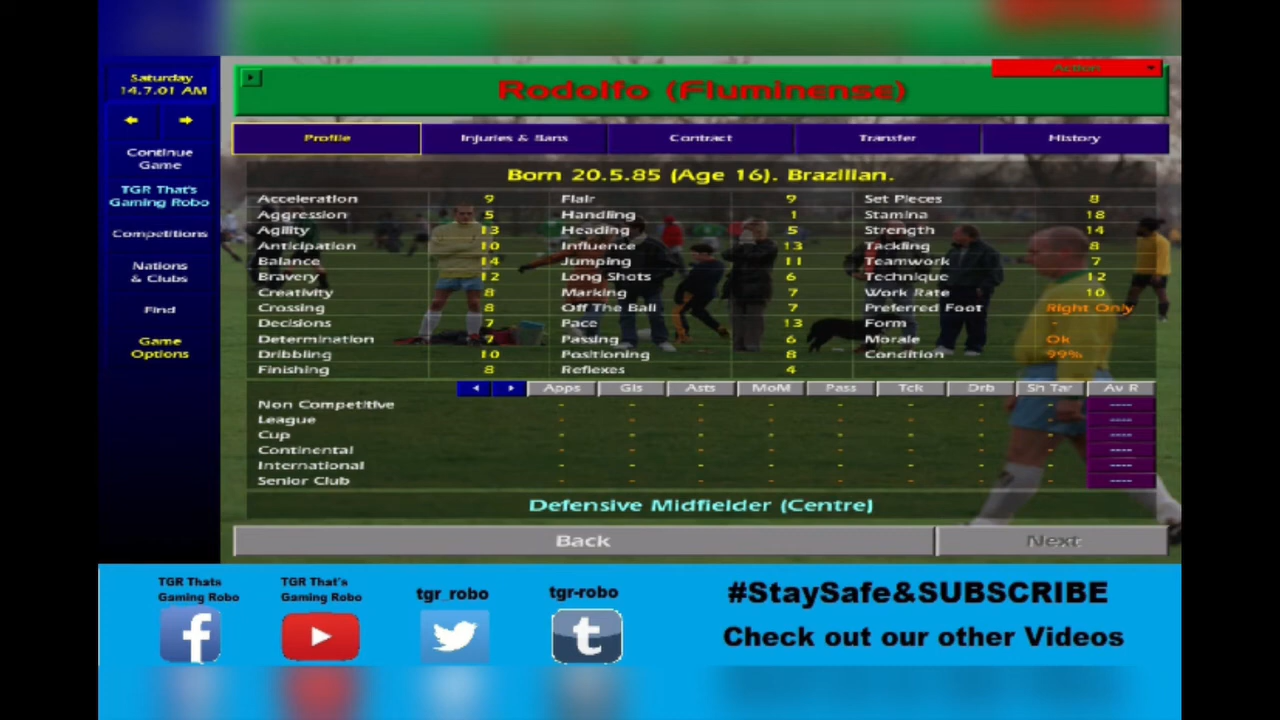 Saturday
14.7.01 AM
Continue
Game
TGR That's
Gaming Robo
Competitions
Nations
& Clubs
Find
Game
Options
Rodolfo (Fluminense)
Action
Profile Injuries & Bans Contract Transfer History
Born 20.5.85 (Age 16). Brazilian.
Acceleration 9 Flair 9 Set Pieces 8
Aggression 5 Handling 1 Stamina 18
Agility 13 Heading 5 Strength 14
Anticipation 10 Influence 13 Tackling 8
Balance 14 Jumping 11 Teamwork 7
Bravery 12 Long Shots 6 Technique 12
Creativity 8 Marking 7 Work Rate 10
Crossing 8 Off The Ball 7 Preferred Foot Right Only
Decisions 7 Pace 13 Form -
Determination 7 Passing 6 Morale Ok
Dribbling 10 Positioning 8 Condition 99%
Finishing 8 Reflexes 4
Apps Gls Asts MoM Pass Tck Drb Sh Tar Av R
Non Competitive - - - - - - - - ----
League - - - - - - - - ----
Cup - - - - - - - - ----
Continental - - - - - - - - ----
International - - - - - - - - ----
Senior Club - - - - - - - - ----
Defensive Midfielder (Centre)
Back Next
TGR Thats
Gaming Robo
TGR That's
Gaming Robo
tgr_robo
tgr-robo
#StaySafe&SUBSCRIBE
Check out our other Videos